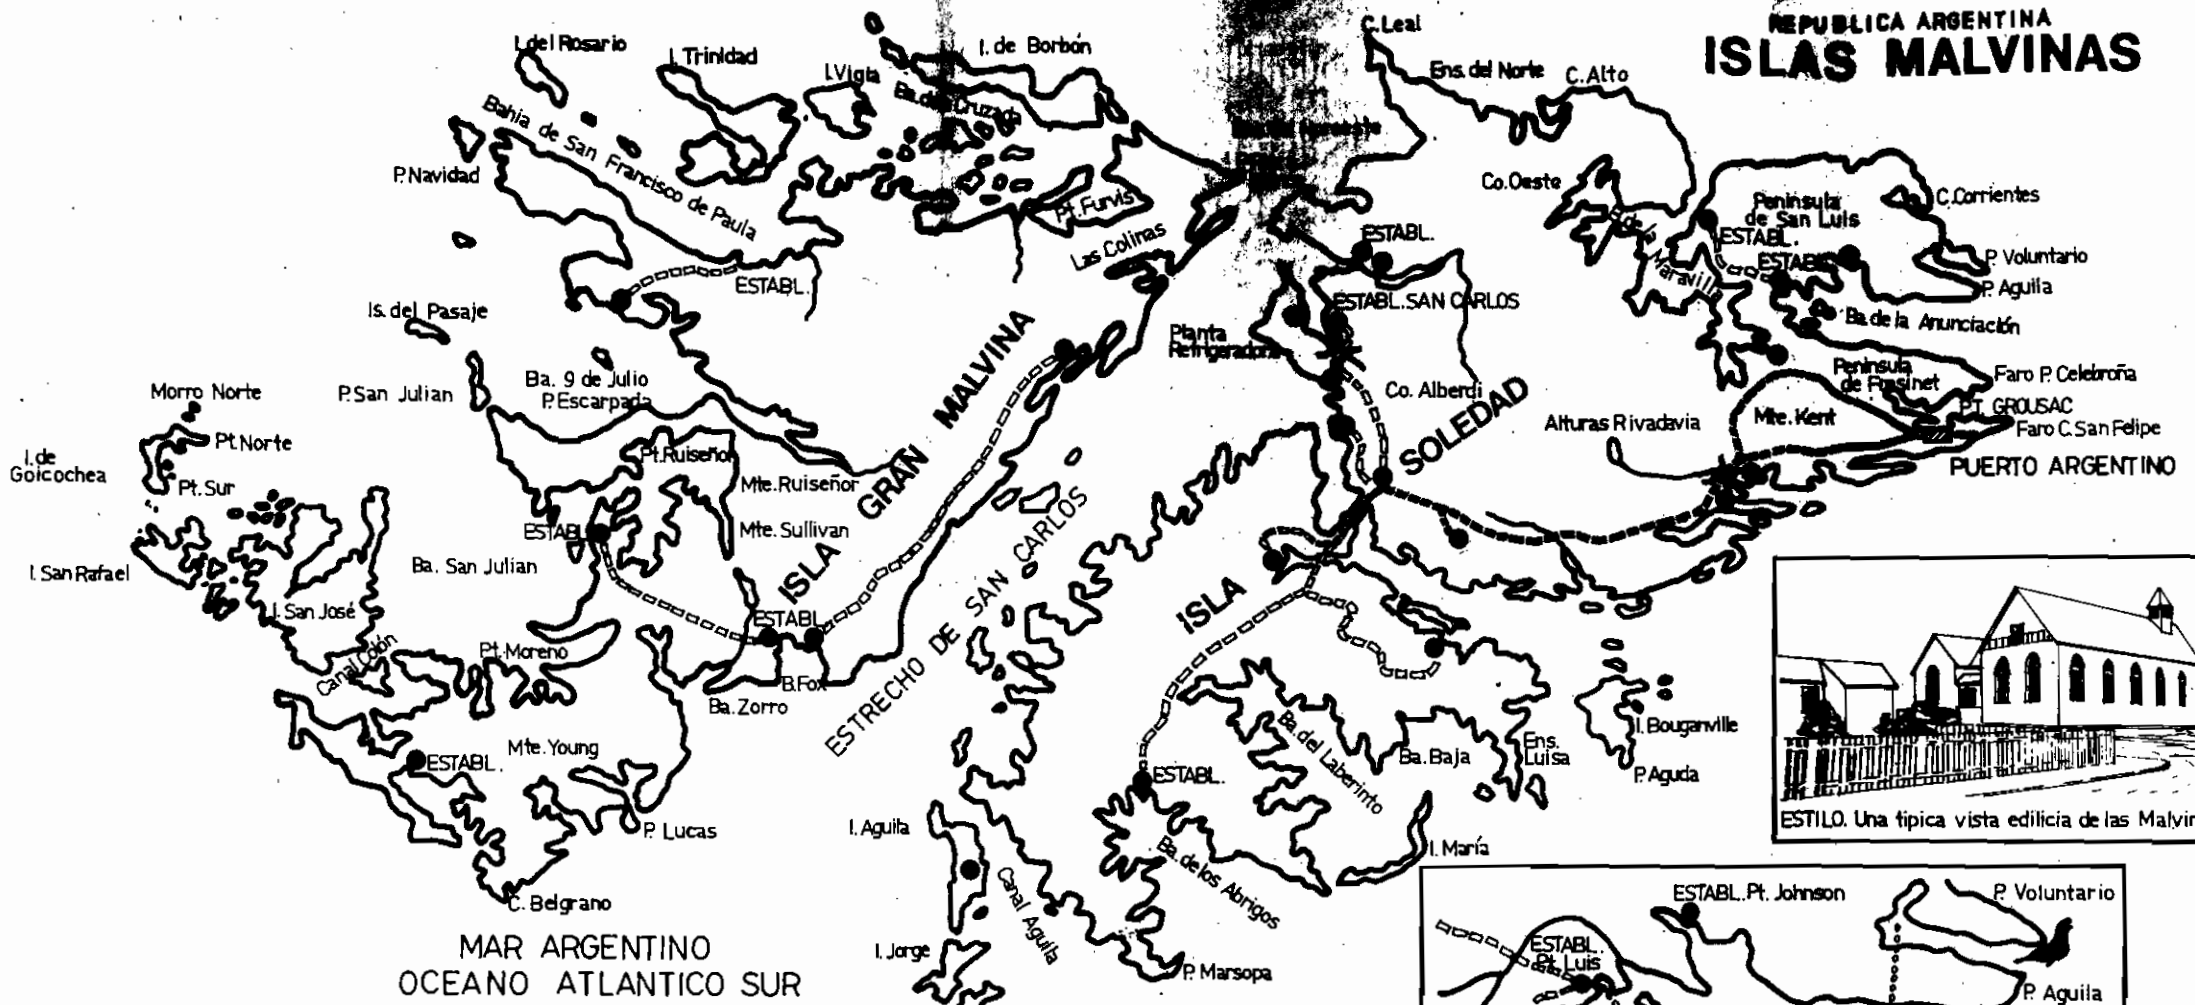 REPUBLICA ARGENTINA
ISLAS MALVINAS
I. del Rosario
I. Trinidad
I. Vigia
I. de Borbón
C. Leal
Ens. del Norte
C. Alto
Bahia de San Francisco de Paula
P. Navidad
Pt. Furvis
Las Colinas
Co. Oeste
Peninsula
de San Luis
C. Corrientes
ESTABL.
ESTABL.
ESTABL.
P. Voluntario
P. Aguila
ESTABL.
ESTABL. SAN CARLOS
Ba. de la Anunciación
Is. del Pasaje
Planta
Refrigeradora
Morro Norte
P. San Julian
Ba. 9 de Julio
P. Escarpada
Co. Alberdi
Peninsula
Faro P. Celebroña
PT. GROUSAC
Mte. Kent
Alturas Rivadavia
Faro C. San Felipe
PUERTO ARGENTINO
Pt. Norte
I. de
Goicochea
Pt. Sur
Pt. Ruiseñor
Mte. Ruiseñor
Mte. Sullivan
ISLA GRAN MALVINA
ISLA SOLEDAD
ESTRECHO DE SAN CARLOS
ESTABL.
Ba. San Julian
I. San Rafael
I. San José
Canal Colón
Pt. Moreno
ESTABL.
B. Fox
Ba. Zorro
Mte. Young
ESTABL.
P. Lucas
C. Belgrano
ESTABL.
Ba. del Laberinto
Ba. Baja
Ens.
Luisa
I. Bouganville
P. Aguda
I. Aguila
Canal Aguila
Ba. de los Abrigos
I. María
I. Jorge
P. Marsopa
MAR ARGENTINO
OCEANO ATLANTICO SUR
ESTILO. Una tipica vista edilicia de las Malvin
ESTABL. Pt. Johnson
P. Voluntario
ESTABL.
Pt. Luis
P. Aguila